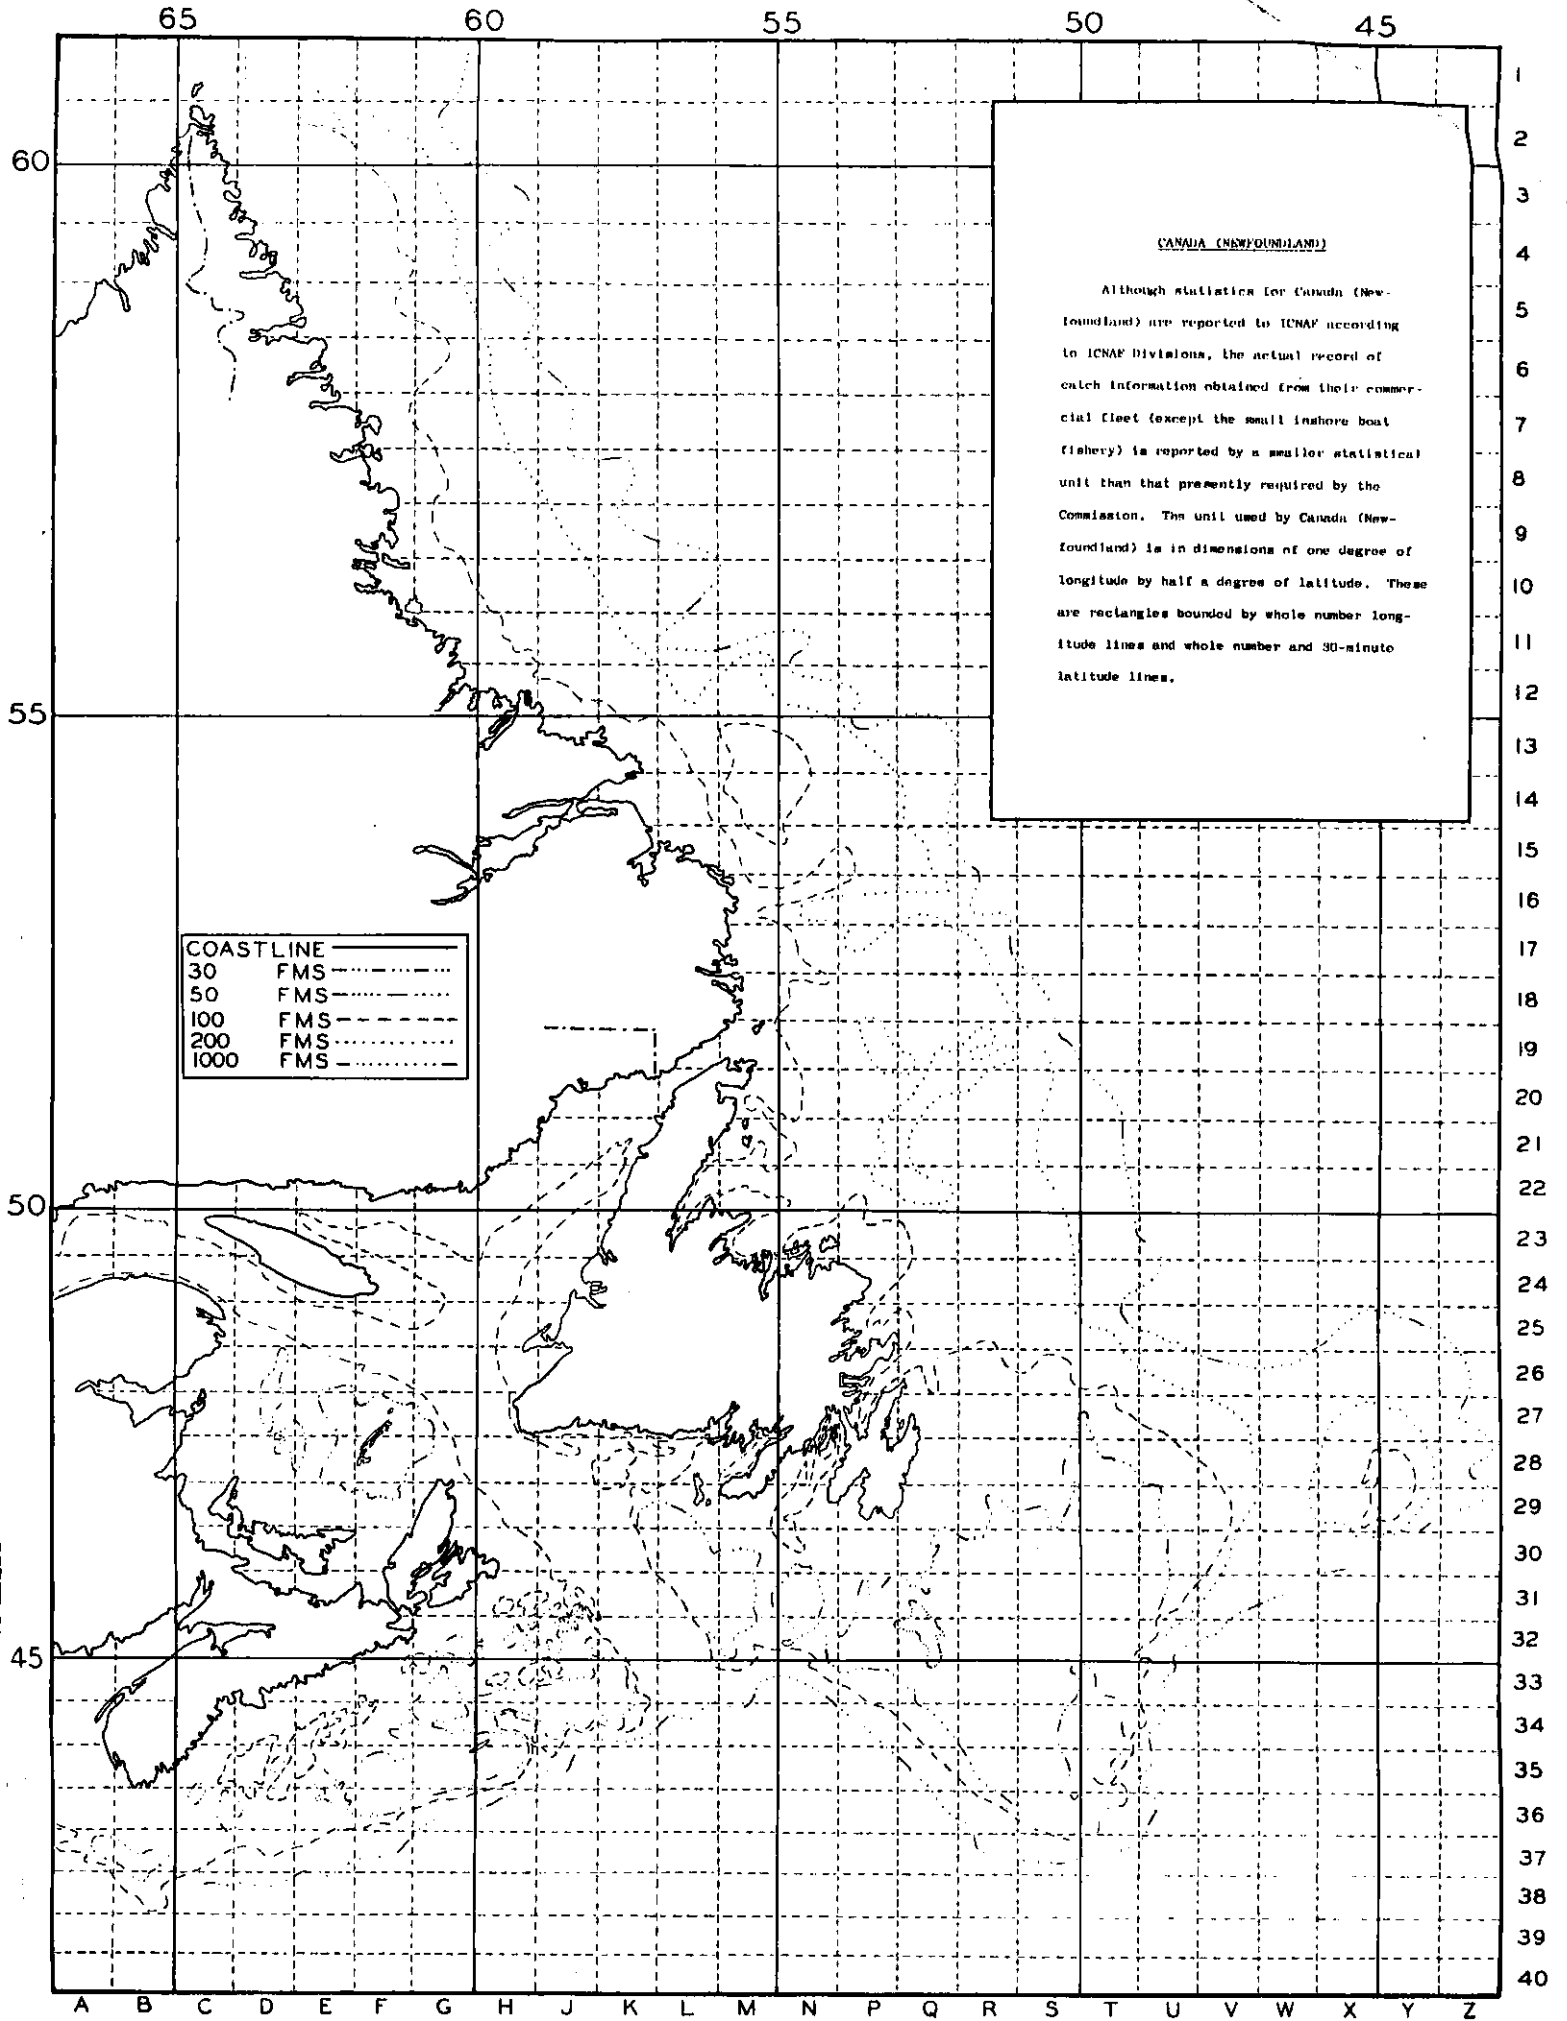 65 60 55 50 45
1
2
60
3
4
5
6
7
8
9
10
11
12
55
13
14
15
16
17
18
19
20
21
22
50
23
24
25
26
27
28
29
30
31
32
45
33
34
35
36
37
38
39
40
CANADA (NEWFOUNDLAND)
Although statistics for Canada (New-
foundland) are reported to ICNAF according
to ICNAF Divisions, the actual record of
catch information obtained from their commer-
cial fleet (except the small inshore boat
fishery) is reported by a smaller statistical
unit than that presently required by the
Commission. The unit used by Canada (New-
foundland) is in dimensions of one degree of
longitude by half a degree of latitude. These
are rectangles bounded by whole number long-
itude lines and whole number and 30-minute
latitude lines.
COASTLINE
30 FMS
50 FMS
100 FMS
200 FMS
1000 FMS
A B C D E F G H J K L M N P Q R S T U V W X Y Z